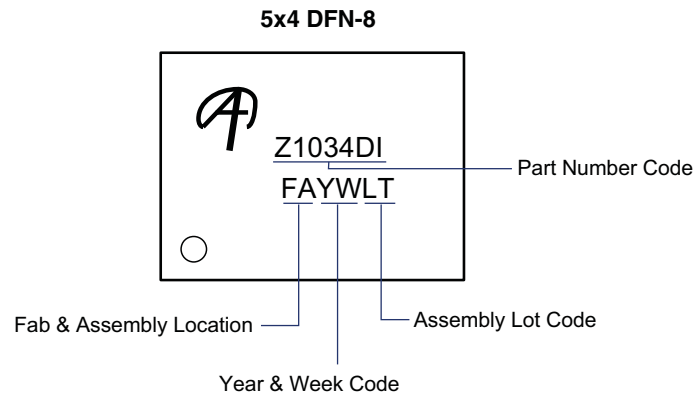 5x4 DFN-8
Z1034DI
Part Number Code
FAYWLT
Fab & Assembly Location
Assembly Lot Code
Year & Week Code